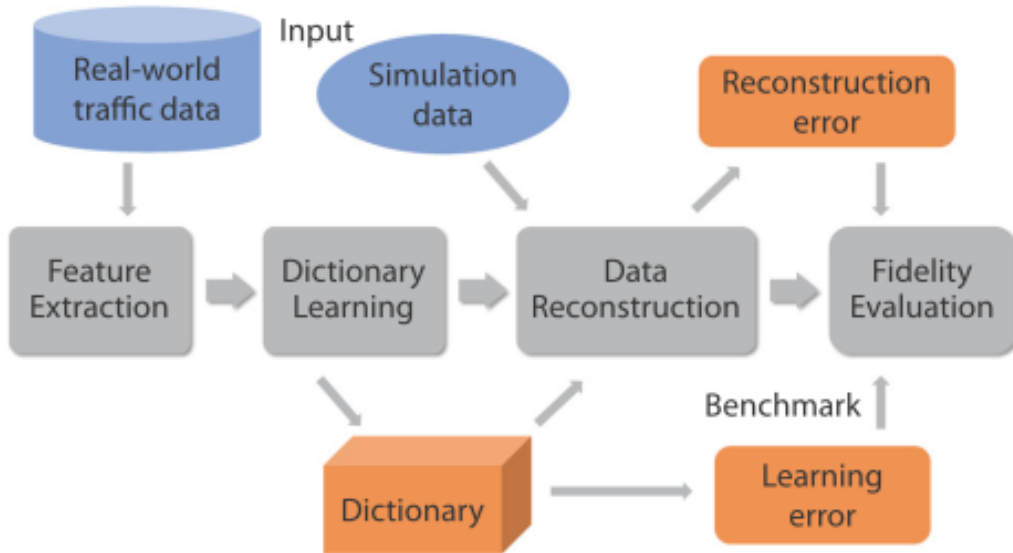 Real-world
traffic data
Input
Simulation
data
Reconstruction
error
Feature
Extraction
Dictionary
Learning
Data
Reconstruction
Fidelity
Evaluation
Benchmark
Dictionary
Learning
error